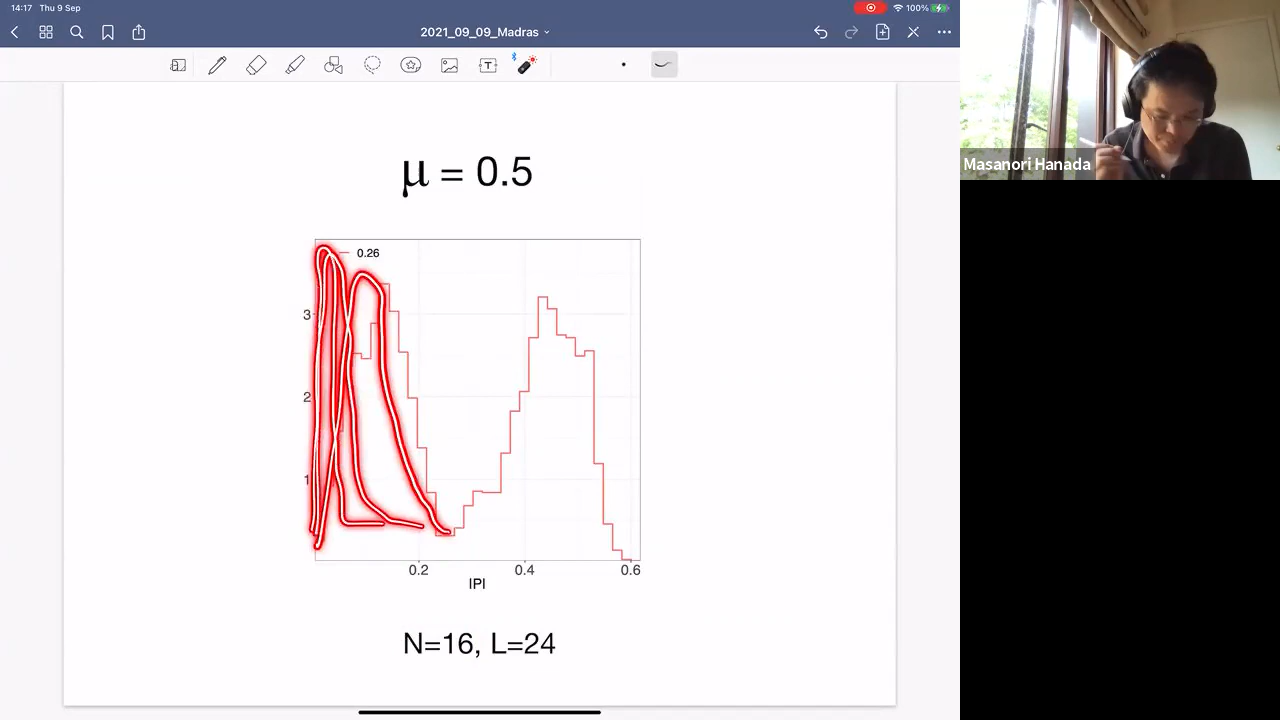 14:17 Thu 9 Sep
100%
2021_09_09_Madras
T
Masanori Hanada
μ = 0.5
0.26
3
2
1
0.2 0.4 0.6
|P|
N=16, L=24